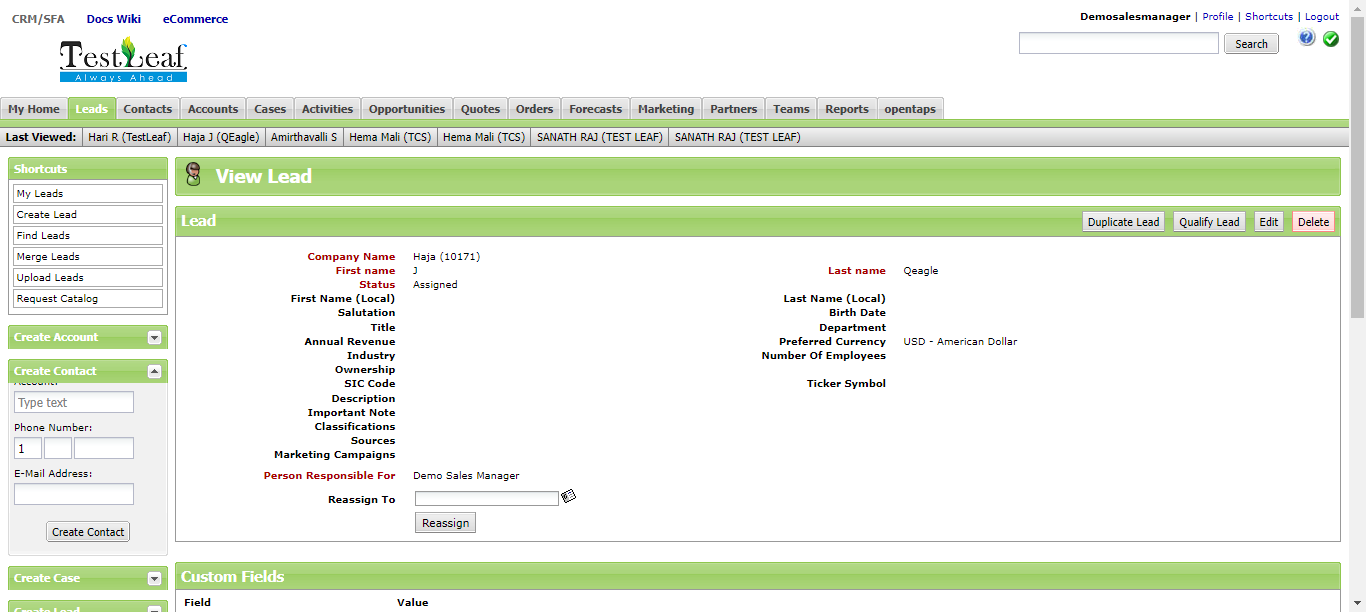 CRM/SFA Docs Wiki eCommerce
Demosalesmanager | Profile | Shortcuts | Logout
TestLeaf
Always Ahead
Search
My Home Leads Contacts Accounts Cases Activities Opportunities Quotes Orders Forecasts Marketing Partners Teams Reports opentaps
Last Viewed: Hari R (TestLeaf) Haja J (QEagle) Amirthavalli S Hema Mali (TCS) Hema Mali (TCS) SANATH RAJ (TEST LEAF) SANATH RAJ (TEST LEAF)
Shortcuts
My Leads
Create Lead
Find Leads
Merge Leads
Upload Leads
Request Catalog
Create Account
Create Contact
Account:
Type text
Phone Number:
1
E-Mail Address:
Create Contact
Create Case
Create Lead
View Lead
Lead
Duplicate Lead Qualify Lead Edit Delete
Company Name Haja (10171)
First name J Last name Qeagle
Status Assigned
First Name (Local) Last Name (Local)
Salutation Birth Date
Title Department
Annual Revenue Preferred Currency USD - American Dollar
Industry Number Of Employees
Ownership
SIC Code Ticker Symbol
Description
Important Note
Classifications
Sources
Marketing Campaigns
Person Responsible For Demo Sales Manager
Reassign To
Reassign
Custom Fields
Field Value